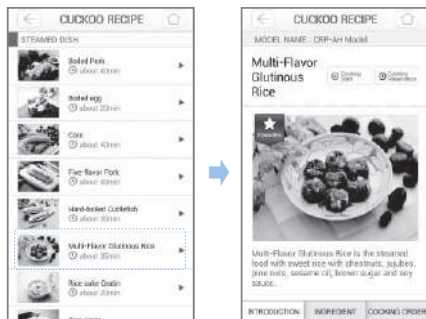 CUCKOO RECIPE
STEAMED DISH
Boiled Pork
about 40min
Boiled egg
about 20min
Corn
about 40min
Five-flavor Pork
about
Hard-boiled Cuttlefish
about 30min
Multi-Flavor Glutinous Rice
about 35min
Rice cake Gratin
about 20min
CUCKOO RECIPE
MODEL NAME : CRP-AH Model
Multi-Flavor
Glutinous
Rice
Cooking
Start
Cooking
Reservation
Favorites
Multi-Flavor Glutinous Rice is the steamed
food with sweet rice with chestnuts, jujubes,
pine nuts, sesame oil, brown sugar and soy
sauce.
INTRODUCTION
INGREDIENT
COOKING ORDER